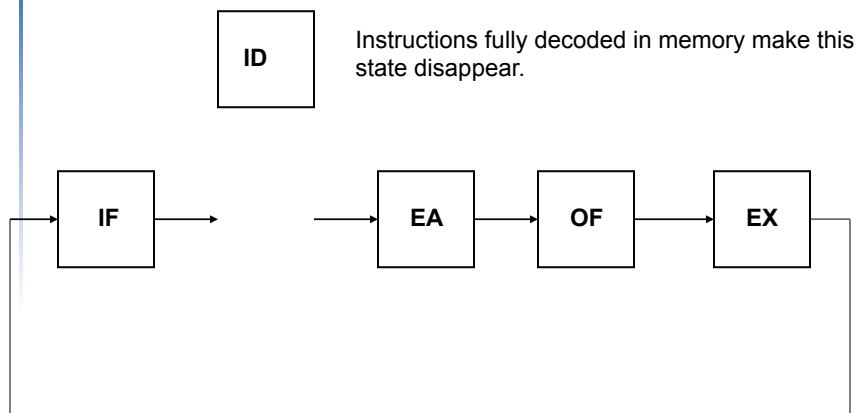 ID
Instructions fully decoded in memory make this
state disappear.
IF
EA
OF
EX